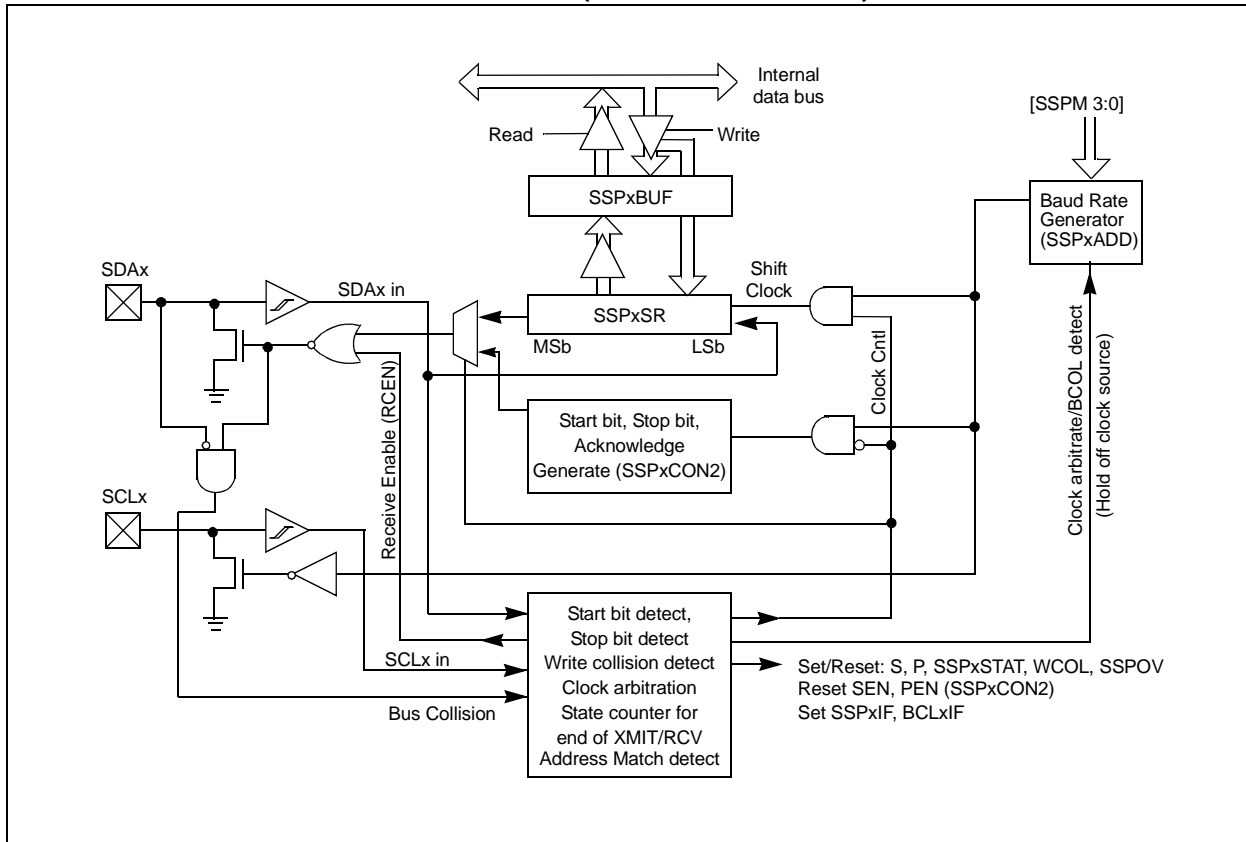 Internal
data bus
[SSPM 3:0]
Read
Write
SSPxBUF
Baud Rate
Generator
(SSPxADD)
SDAx
SDAx in
Shift
Clock
SSPxSR
MSb
LSb
Clock Cntl
Receive Enable (RCEN)
Start bit, Stop bit,
Acknowledge
Generate (SSPxCON2)
Clock arbitrate/BCOL detect
(Hold off clock source)
SCLx
SCLx in
Bus Collision
Start bit detect,
Stop bit detect
Write collision detect
Clock arbitration
State counter for
end of XMIT/RCV
Address Match detect
Set/Reset: S, P, SSPxSTAT, WCOL, SSPOV
Reset SEN, PEN (SSPxCON2)
Set SSPxIF, BCLxIF